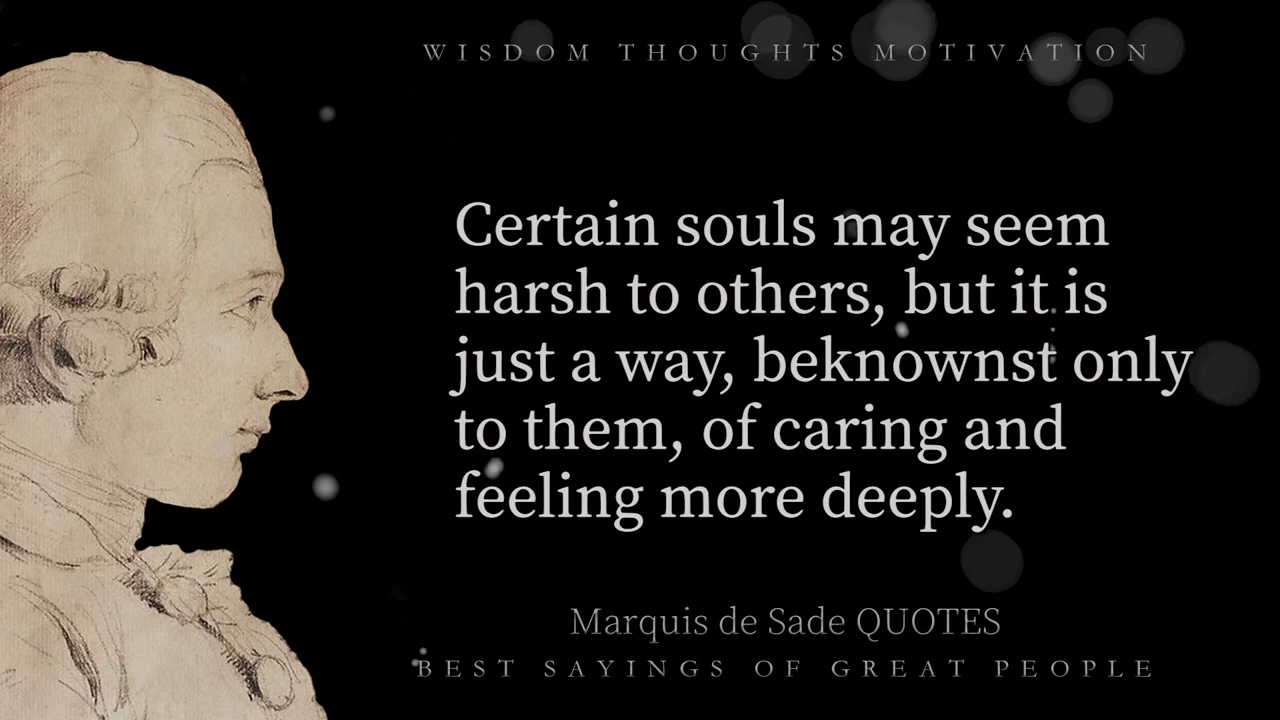 WISDOM THOUGHTS MOTIVATION
Certain souls may seem
harsh to others, but it is
just a way, beknownst only
to them, of caring and
feeling more deeply.
Marquis de Sade QUOTES
BEST SAYINGS OF GREAT PEOPLE